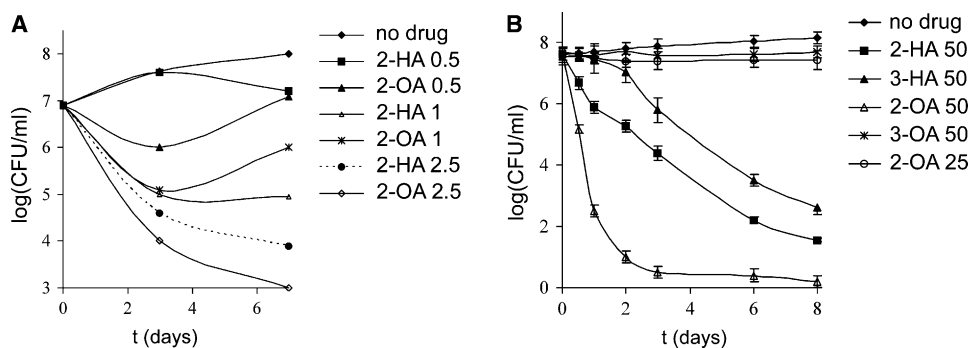 A
log(CFU/ml)
8
7
6
5
4
3
0
2
4
6
t (days)
no drug
2-HA 0.5
2-OA 0.5
2-HA 1
2-OA 1
2-HA 2.5
2-OA 2.5
B
log(CFU/ml)
8
6
4
2
0
0
2
4
6
8
t (days)
no drug
2-HA 50
3-HA 50
2-OA 50
3-OA 50
2-OA 25